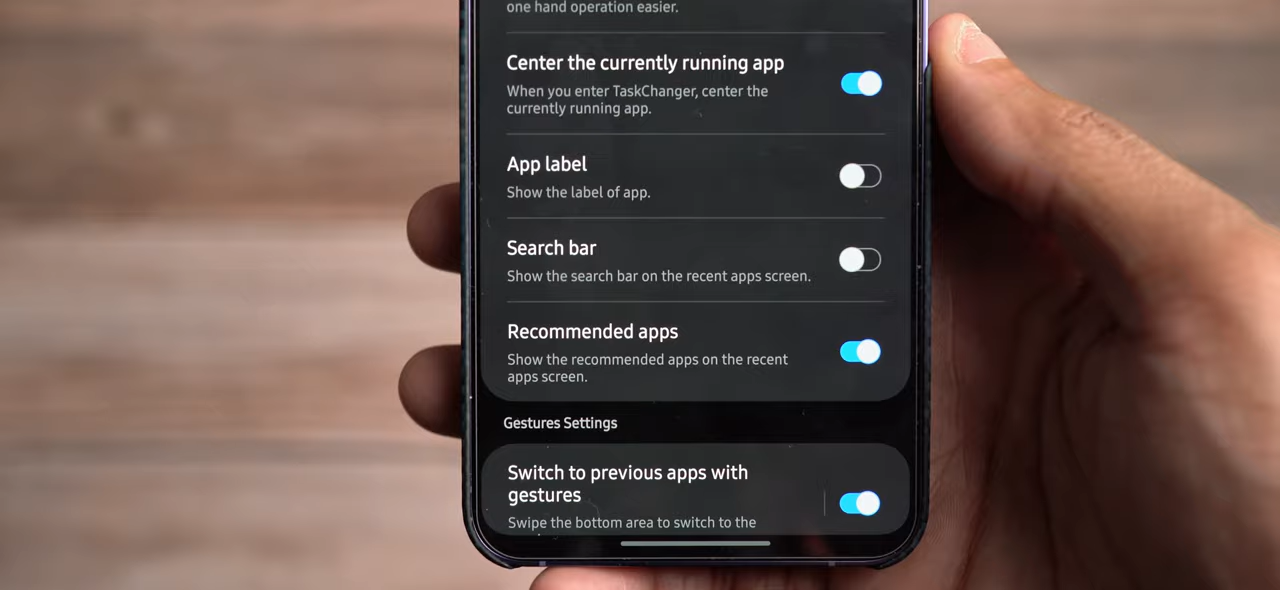 one hand operation easier.
Center the currently running app
When you enter TaskChanger, center the
currently running app.
App label
Show the label of app.
Search bar
Show the search bar on the recent apps screen.
Recommended apps
Show the recommended apps on the recent
apps screen.
Gestures Settings
Switch to previous apps with
gestures
Swipe the bottom area to switch to the